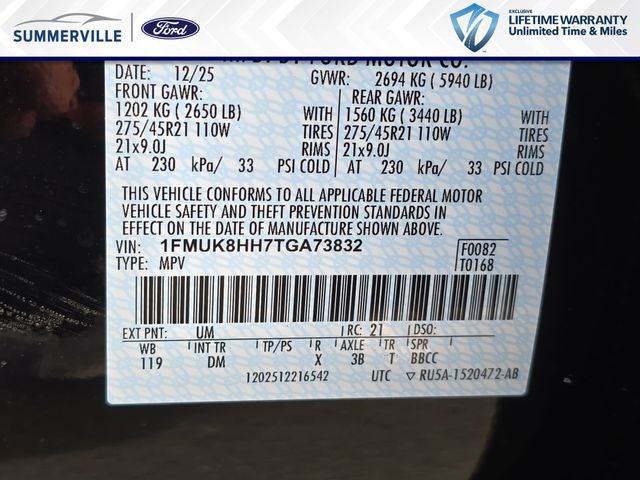 SUMMERVILLE
Ford
EXCLUSIVE
LIFETIME WARRANTY
Unlimited Time & Miles
FORD MOTOR CO.
DATE: 12/25 GVWR: 2694 KG ( 5940 LB)
FRONT GAWR: REAR GAWR:
1202 KG ( 2650 LB) WITH 1560 KG ( 3440 LB) WITH
275/45R21 110W TIRES 275/45R21 110W TIRES
21x9.0J RIMS 21x9.0J RIMS
AT 230 kPa/ 33 PSI COLD AT 230 kPa/ 33 PSI COLD
THIS VEHICLE CONFORMS TO ALL APPLICABLE FEDERAL MOTOR
VEHICLE SAFETY AND THEFT PREVENTION STANDARDS IN
EFFECT ON THE DATE OF MANUFACTURE SHOWN ABOVE.
VIN: 1FMUK8HH7TGA73832 F0082
TYPE: MPV T0168
EXT PNT: UM RC: 21 DSO:
WB INT TR TP/PS R AXLE TR SPR
119 DM X 3B T BBCC
1202512216542 UTC ▽ RU5A-1520472-AB